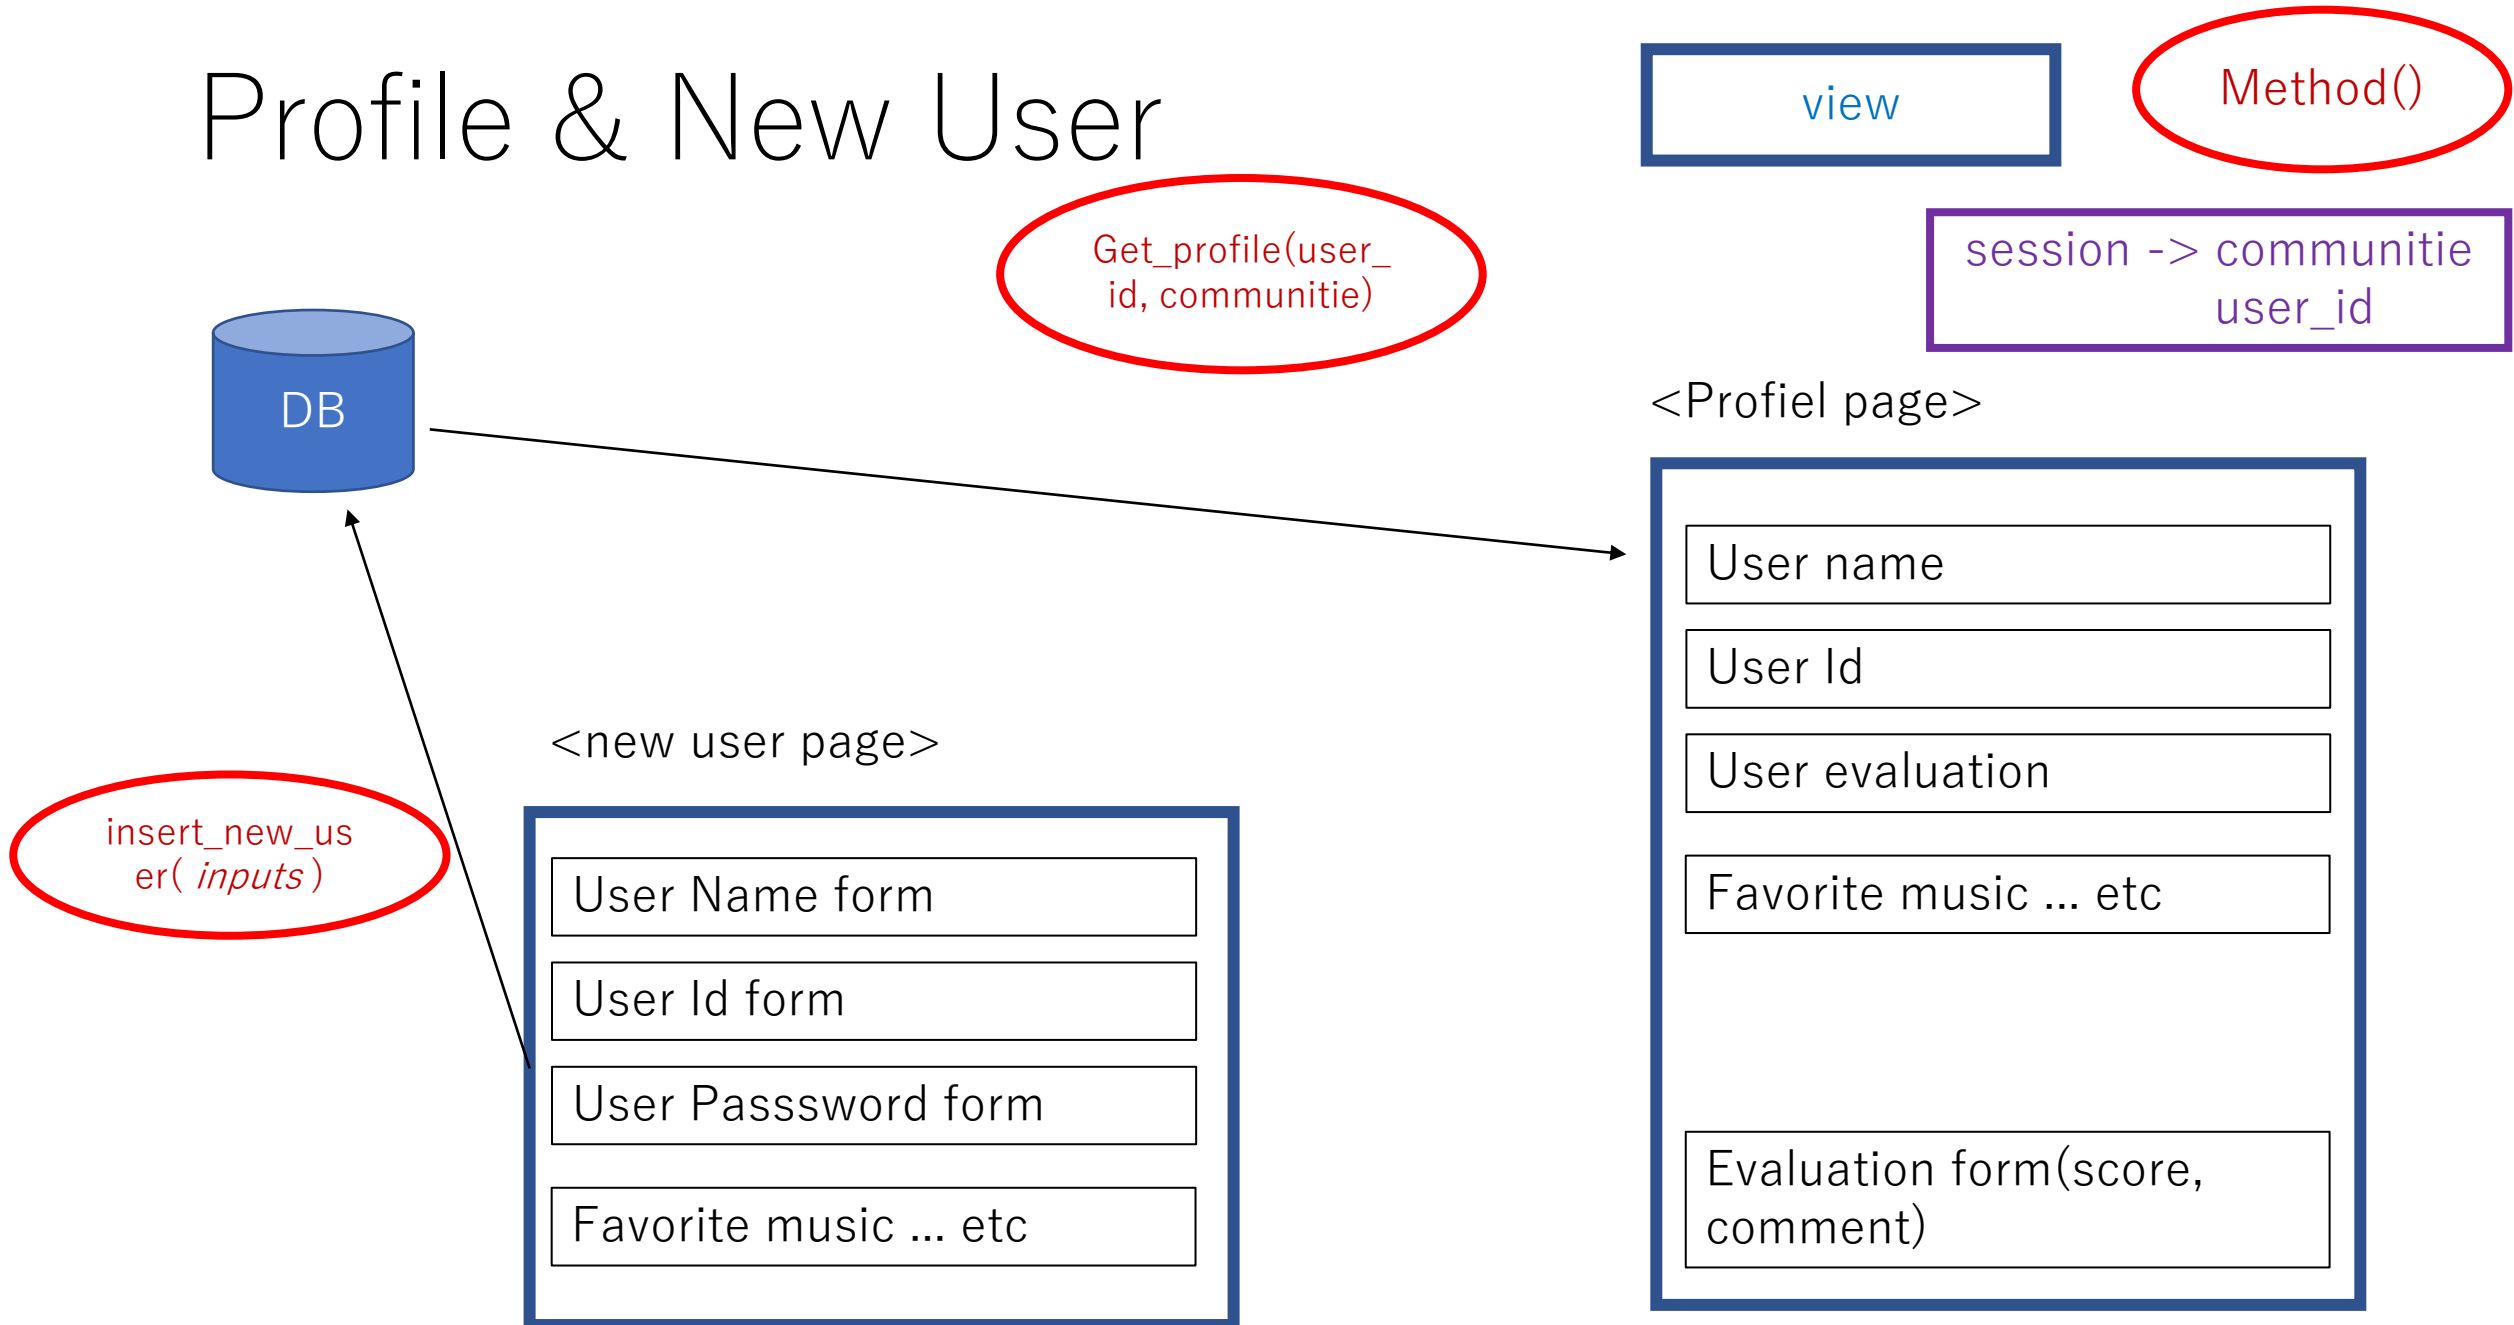 Profile & New User
view
Method()
Get_profile(user_
id, communitie)
session -> communitie
user_id
DB
<Profiel page>
User name
User Id
User evaluation
Favorite music … etc
Evaluation form(score,
comment)
<new user page>
insert_new_us
er( inputs )
User Name form
User Id form
User Passsword form
Favorite music … etc